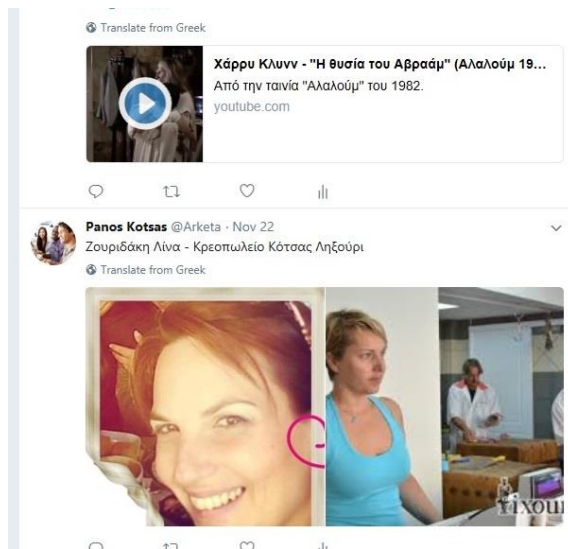 Translate from Greek
Χάρρυ Κλυνν - "Η θυσία του Αβραάμ" (Αλαλούμ 19...
Από την ταινία "Αλαλούμ" του 1982.
youtube.com
Panos Kotsas @Arketa · Nov 22
Ζουριδάκη Λίνα - Κρεοπωλείο Κότσας Ληξούρι
Translate from Greek